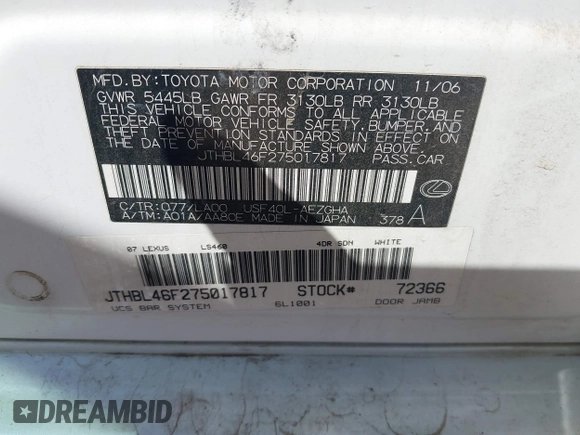 MFD.BY:TOYOTA MOTOR CORPORATION 11/06
GVWR 5445LB GAWR FR 3130LB RR 3130LB
THIS VEHICLE CONFORMS TO ALL APPLICABLE
FEDERAL MOTOR VEHICLE SAFETY,BUMPER,AND
THEFT PREVENTION STANDARDS IN EFFECT ON
THE DATE OF MANUFACTURE SHOWN ABOVE.
JTHBL46F275017817 PASS.CAR
C/TR:077/LA00 USF40L-AEZGHA
A/TM:A01A/AA8CE MADE IN JAPAN 378 A
07 LEXUS LS460 4DR SDN WHITE
JTHBL46F275017817 STOCK# 72366
VCS BAR SYSTEM 6L1001 DOOR JAMB
DREAMBID